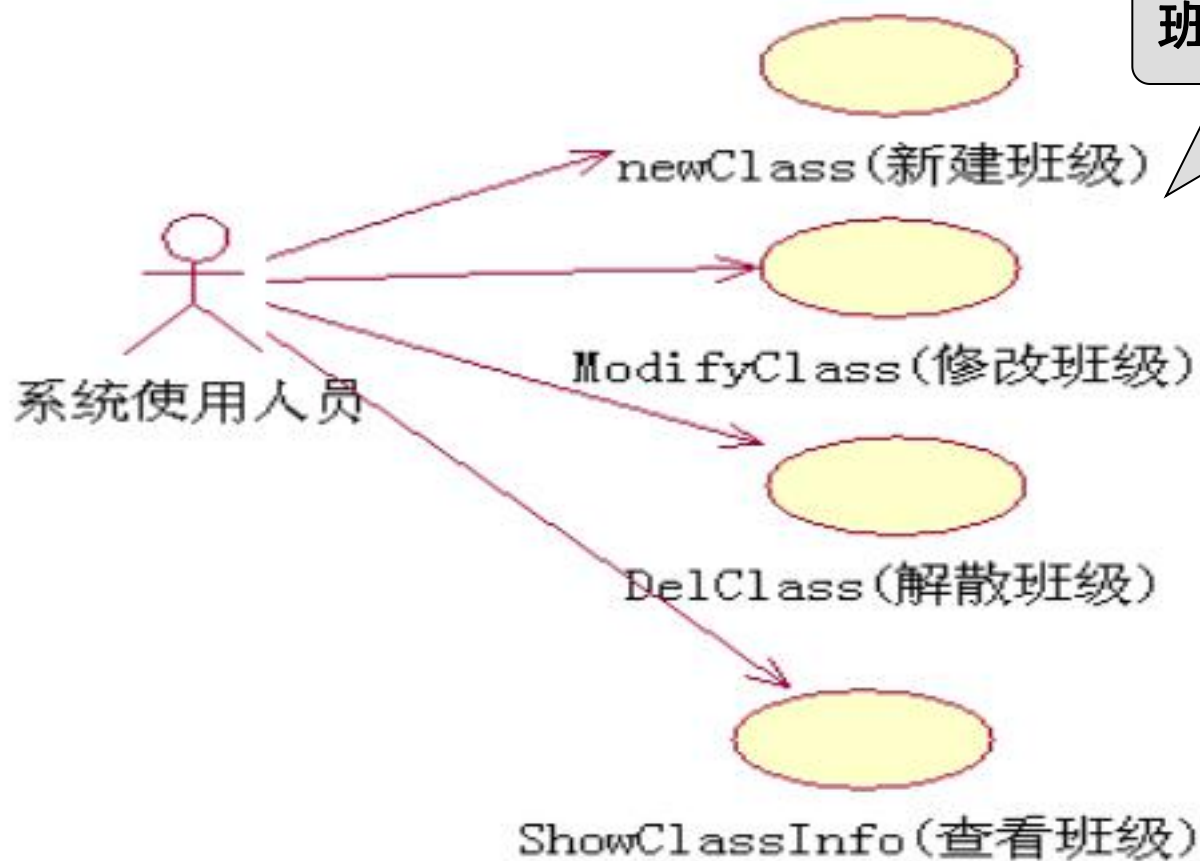 班
newClass(新建班级)
ModifyClass(修改班级)
系统使用人员
DelClass(解散班级)
ShowClassInfo(查看班级)